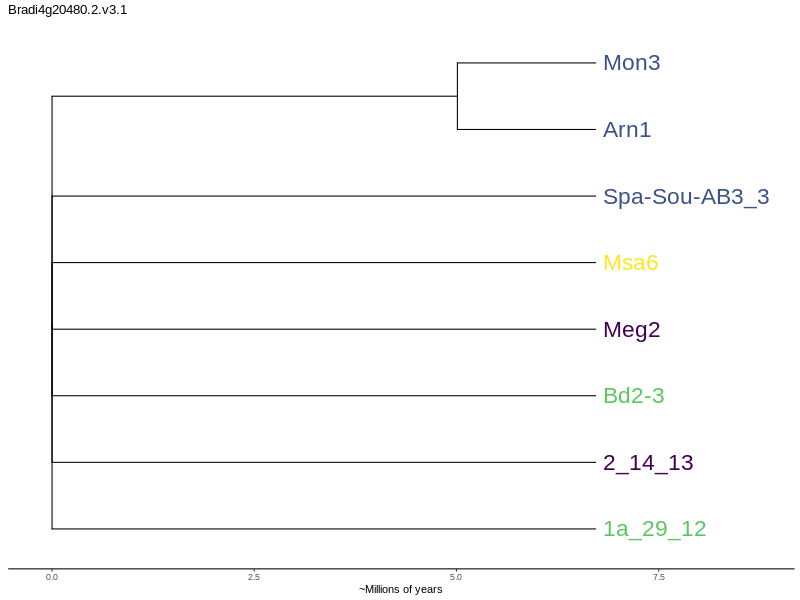 Bradi4g20480.2.v3.1
Mon3
Arn1
Spa-Sou-AB3_3
Msa6
Meg2
Bd2-3
2_14_13
1a_29_12
0.0 2.5 5.0 7.5
~Millions of years